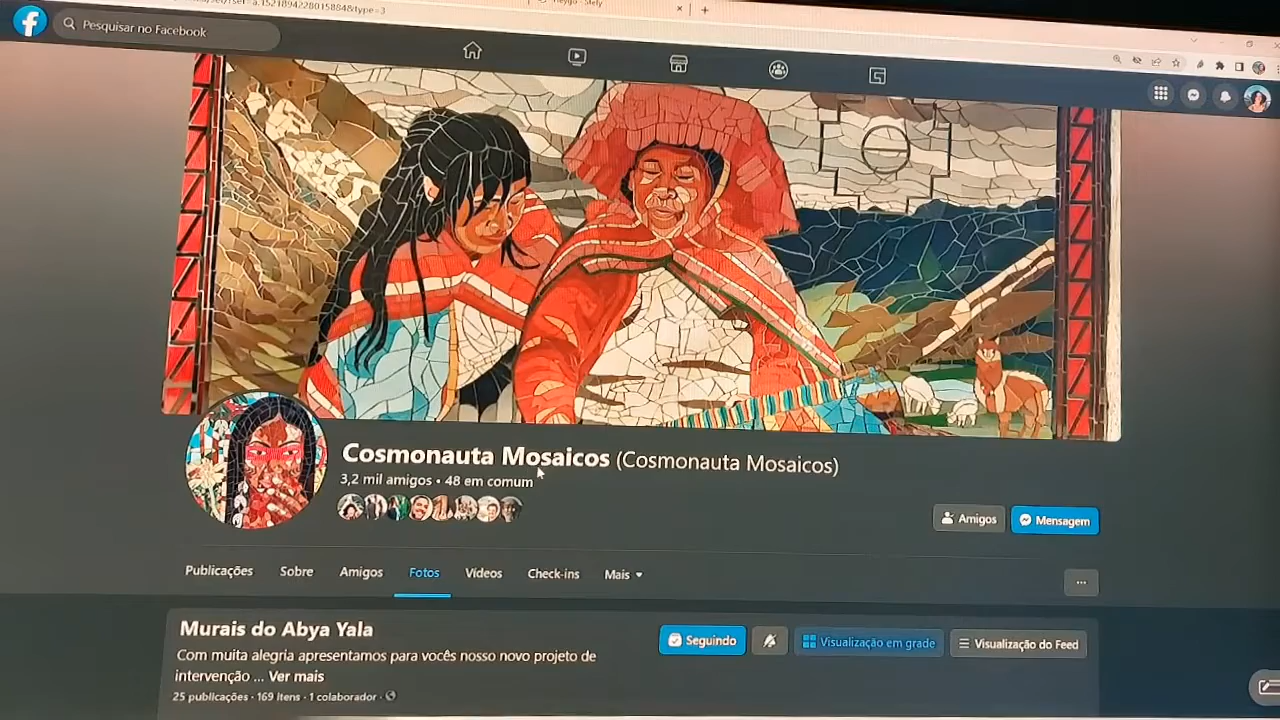 Pesquisar no Facebook
Cosmonauta Mosaicos (Cosmonauta Mosaicos)
3,2 mil amigos • 48 em comum
Amigos
Mensagem
Publicações
Sobre
Amigos
Fotos
Vídeos
Check-ins
Mais
Murais do Abya Yala
Seguindo
Visualização em grade
Visualização do Feed
Com muita alegria apresentamos para vocês nosso novo projeto de
intervenção ... Ver mais
25 publicações · 169 itens · 1 colaborador ·